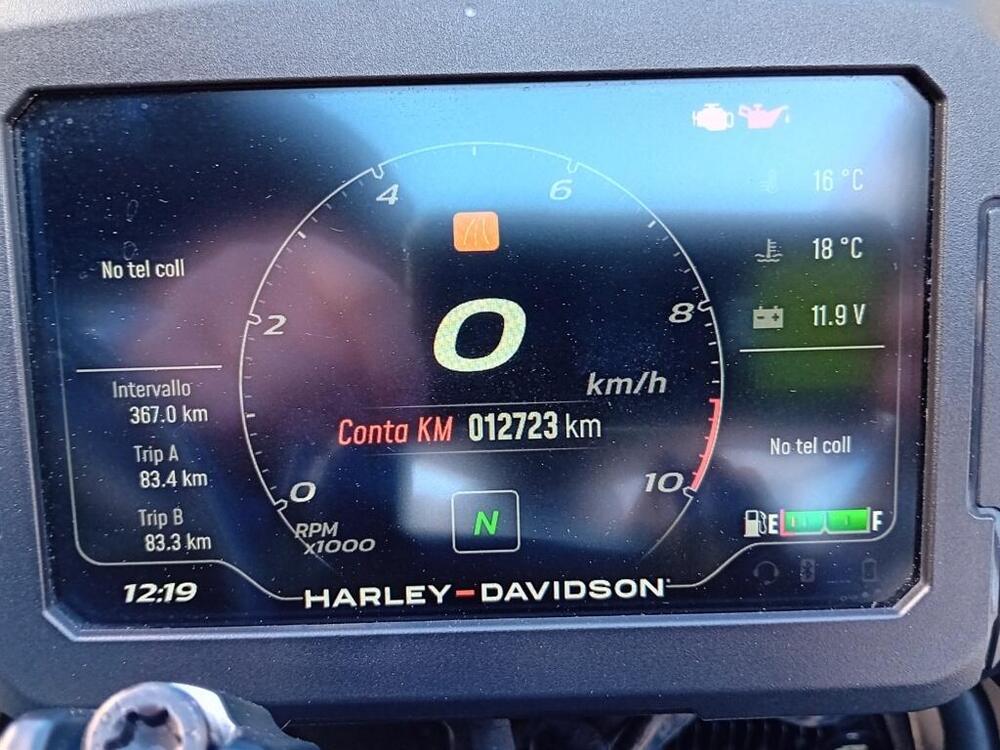 4
6
16 °C
No tel coll
18 °C
0
2
8
11.9 V
km/h
Intervallo
367.0 km
Conta KM 012723 km
Trip A
83.4 km
No tel coll
0
10
Trip B
83.3 km
RPM
x1000
N
E F
12:19
HARLEY-DAVIDSON